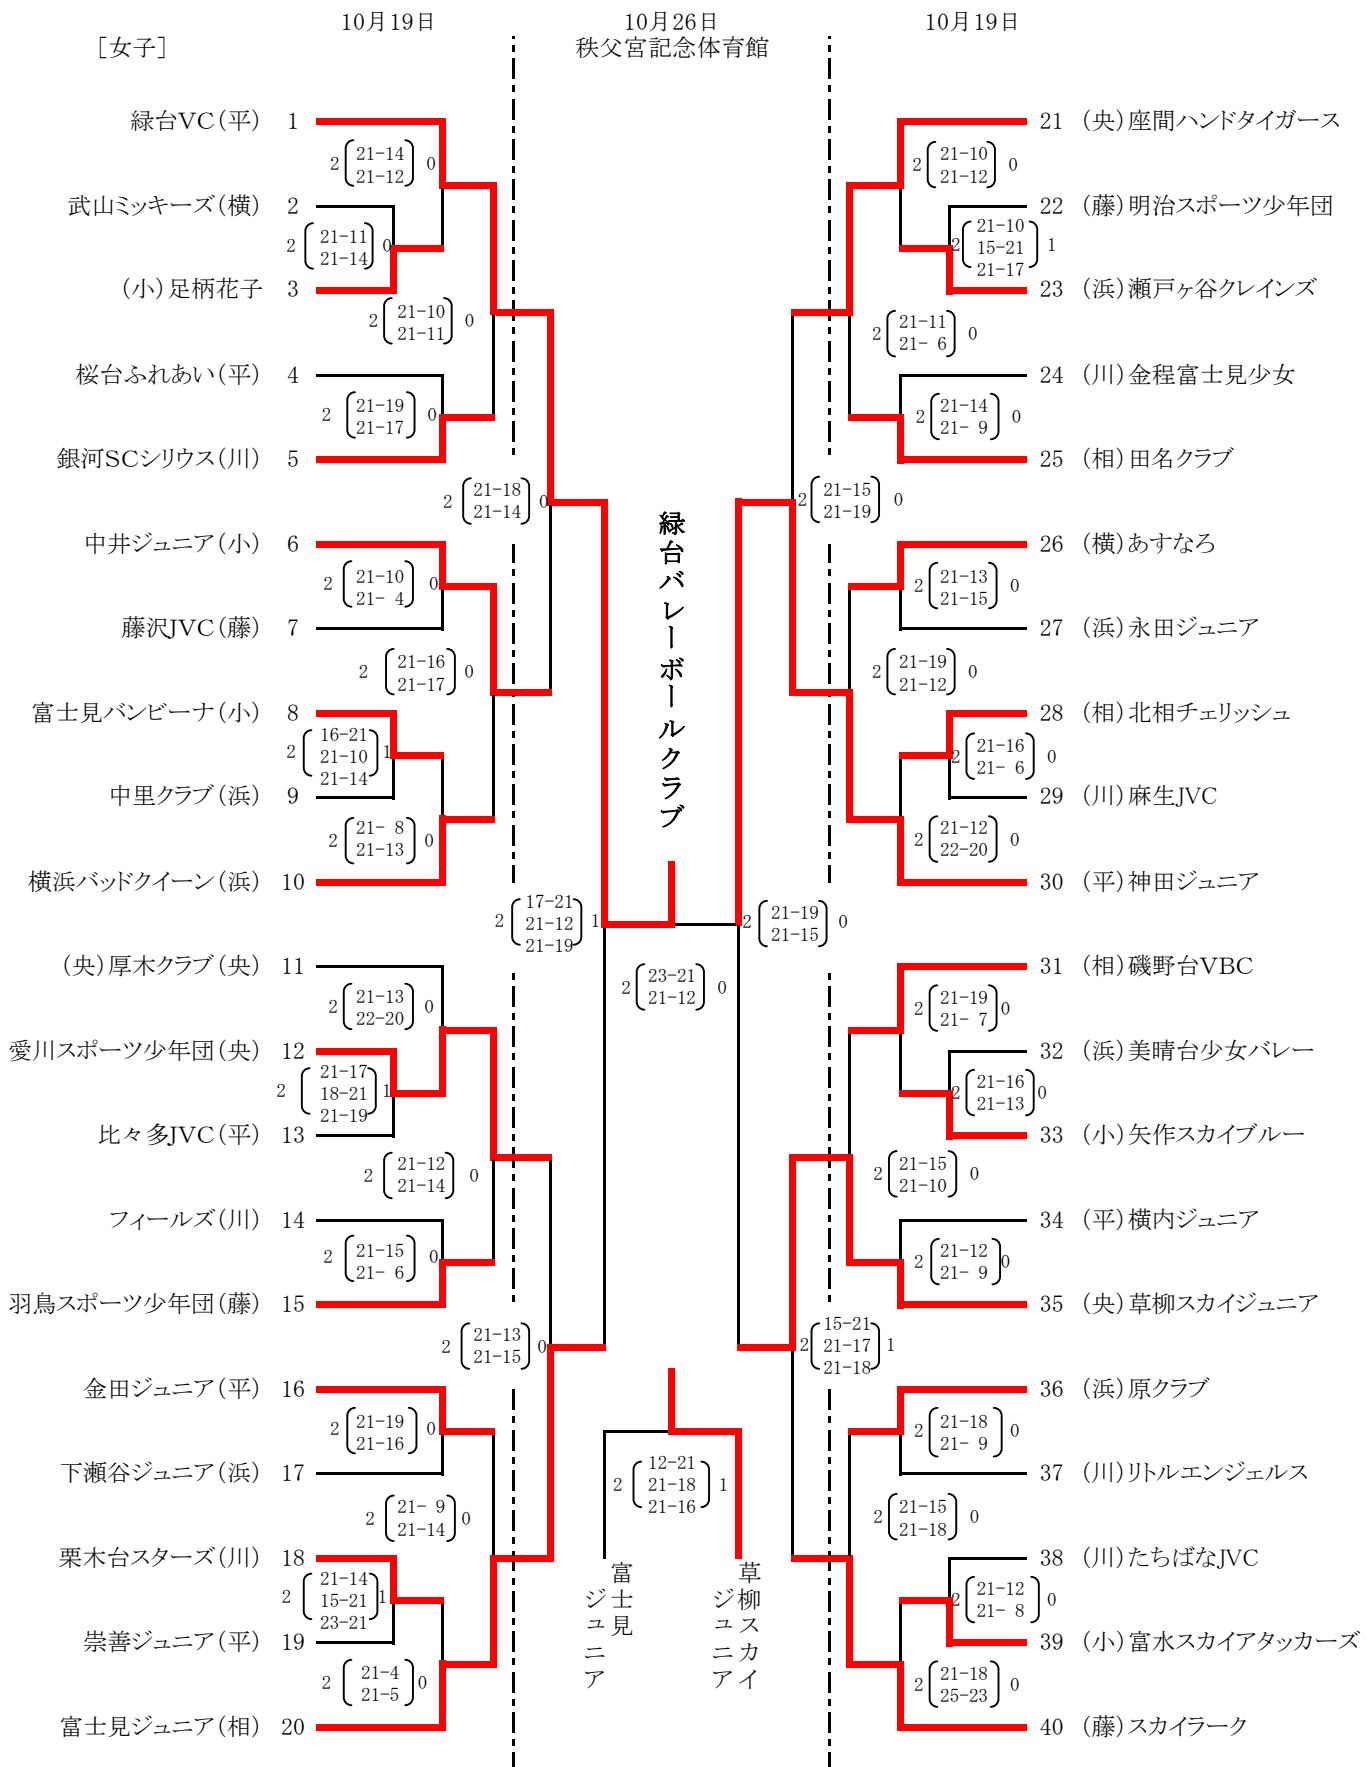 10月19日
10月26日
10月19日
［女子］
秩父宮記念体育館
緑台VC（平） 1
2 21-14 0
21-12
武山ミッキーズ（横） 2
2 21-11 0
21-14
（小）足柄花子 3
2 21-10 0
21-11
桜台ふれあい（平） 4
2 21-19 0
21-17
銀河SCシリウス（川） 5
2 21-18 0
21-14
中井ジュニア（小） 6
2 21-10 0
21- 4
藤沢JVC（藤） 7
2 21-16 0
21-17
富士見バンビーナ（小） 8
16-21
2 21-10 1
21-14
中里クラブ（浜） 9
2 21- 8 0
21-13
横浜バッドクイーン（浜） 10
17-21
2 21-12 1
21-19
（央）厚木クラブ（央） 11
2 21-13 0
22-20
愛川スポーツ少年団（央） 12
21-17
2 18-21 1
21-19
比々多JVC（平） 13
2 21-12 0
21-14
フィールズ（川） 14
2 21-15 0
21- 6
羽鳥スポーツ少年団（藤） 15
2 21-13 0
21-15
金田ジュニア（平） 16
2 21-19 0
21-16
下瀬谷ジュニア（浜） 17
2 21- 9 0
21-14
栗木台スターズ（川） 18
21-14
2 15-21 1
23-21
崇善ジュニア（平） 19
2 21-4 0
21-5
富士見ジュニア（相） 20
緑台バレーボールクラブ
2 23-21 0
21-12
12-21
2 21-18 1
21-16
富士見
ジュニア
草柳スカイ
ジュニア
21 （央）座間ハンドタイガース
2 21-10 0
21-12
22 （藤）明治スポーツ少年団
21-10
2 15-21 1
21-17
23 （浜）瀬戸ヶ谷クレインズ
2 21-11 0
21- 6
24 （川）金程富士見少女
2 21-14 0
21- 9
25 （相）田名クラブ
2 21-15 0
21-19
26 （横）あすなろ
2 21-13 0
21-15
27 （浜）永田ジュニア
2 21-19 0
21-12
28 （相）北相チェリッシュ
2 21-16 0
21- 6
29 （川）麻生JVC
2 21-12 0
22-20
30 （平）神田ジュニア
2 21-19 0
21-15
31 （相）磯野台VBC
2 21-19 0
21- 7
32 （浜）美晴台少女バレー
2 21-16 0
21-13
33 （小）矢作スカイブルー
2 21-15 0
21-10
34 （平）横内ジュニア
2 21-12 0
21- 9
35 （央）草柳スカイジュニア
15-21
2 21-17 1
21-18
36 （浜）原クラブ
2 21-18 0
21- 9
37 （川）リトルエンジェルス
2 21-15 0
21-18
38 （川）たちばなJVC
2 21-12 0
21- 8
39 （小）富水スカイアタッカーズ
2 21-18 0
25-23
40 （藤）スカイラーク